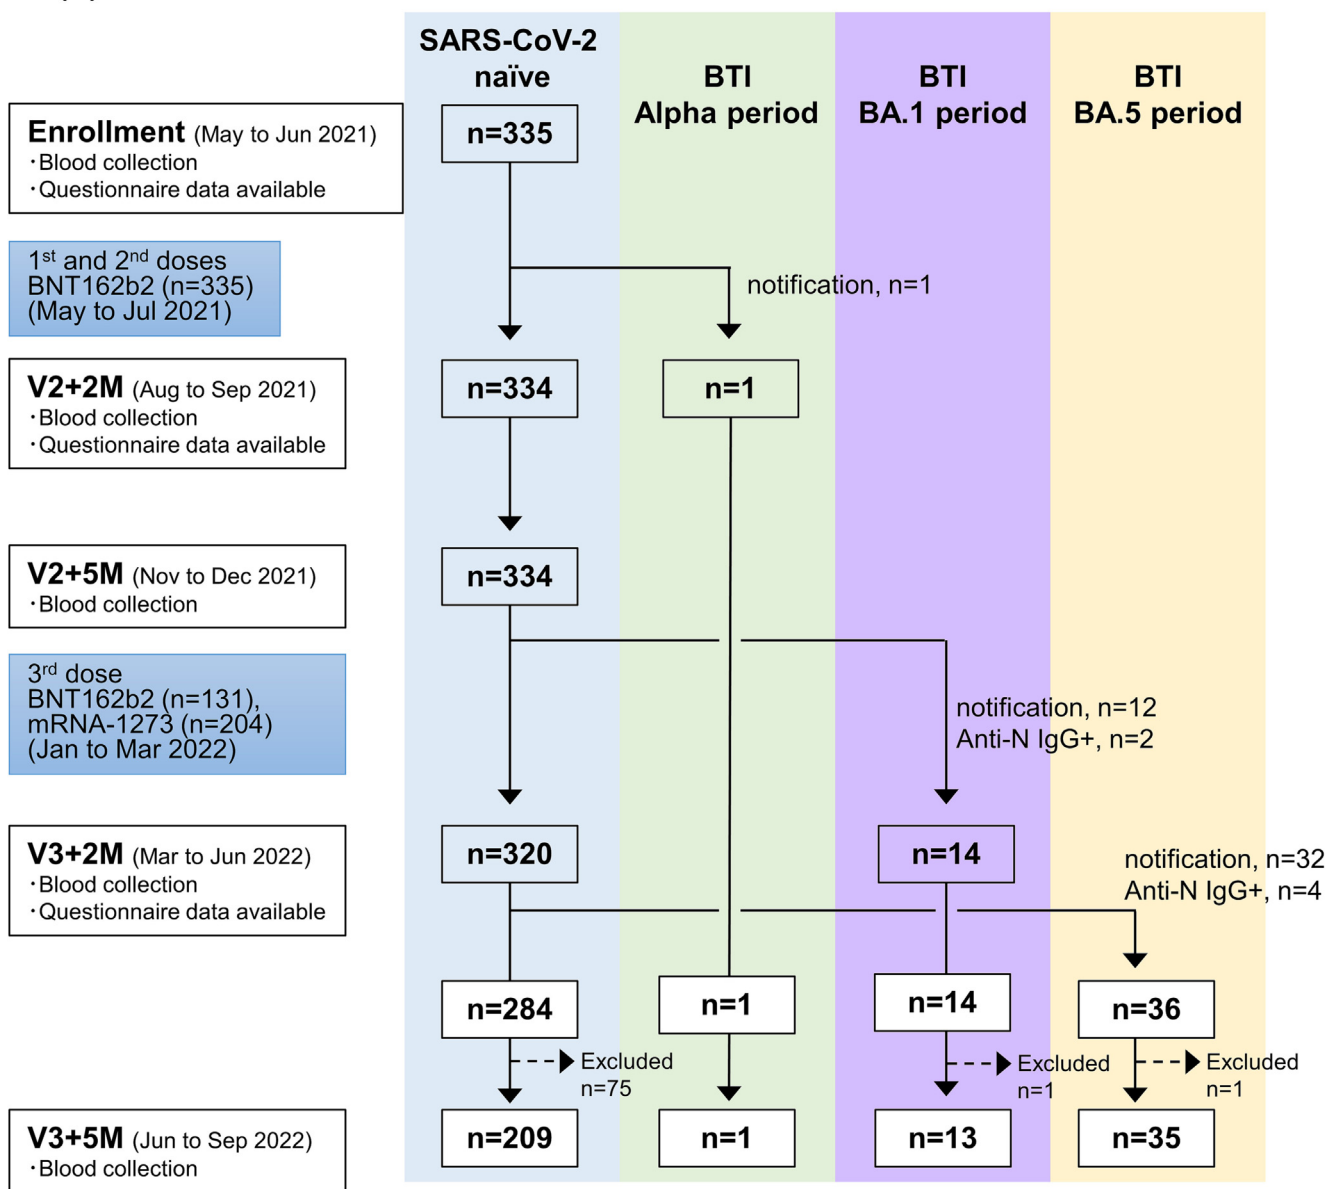 SARS-CoV-2
naïve
BTI
Alpha period
BTI
BA.1 period
BTI
BA.5 period
Enrollment (May to Jun 2021)
・Blood collection
・Questionnaire data available
n=335
1st and 2nd doses
BNT162b2 (n=335)
(May to Jul 2021)
notification, n=1
V2+2M (Aug to Sep 2021)
・Blood collection
・Questionnaire data available
n=334
n=1
V2+5M (Nov to Dec 2021)
・Blood collection
n=334
3rd dose
BNT162b2 (n=131),
mRNA-1273 (n=204)
(Jan to Mar 2022)
notification, n=12
Anti-N IgG+, n=2
V3+2M (Mar to Jun 2022)
・Blood collection
・Questionnaire data available
n=320
n=14
notification, n=32
Anti-N IgG+, n=4
n=284
n=1
n=14
n=36
Excluded
n=75
Excluded
n=1
Excluded
n=1
V3+5M (Jun to Sep 2022)
・Blood collection
n=209
n=1
n=13
n=35